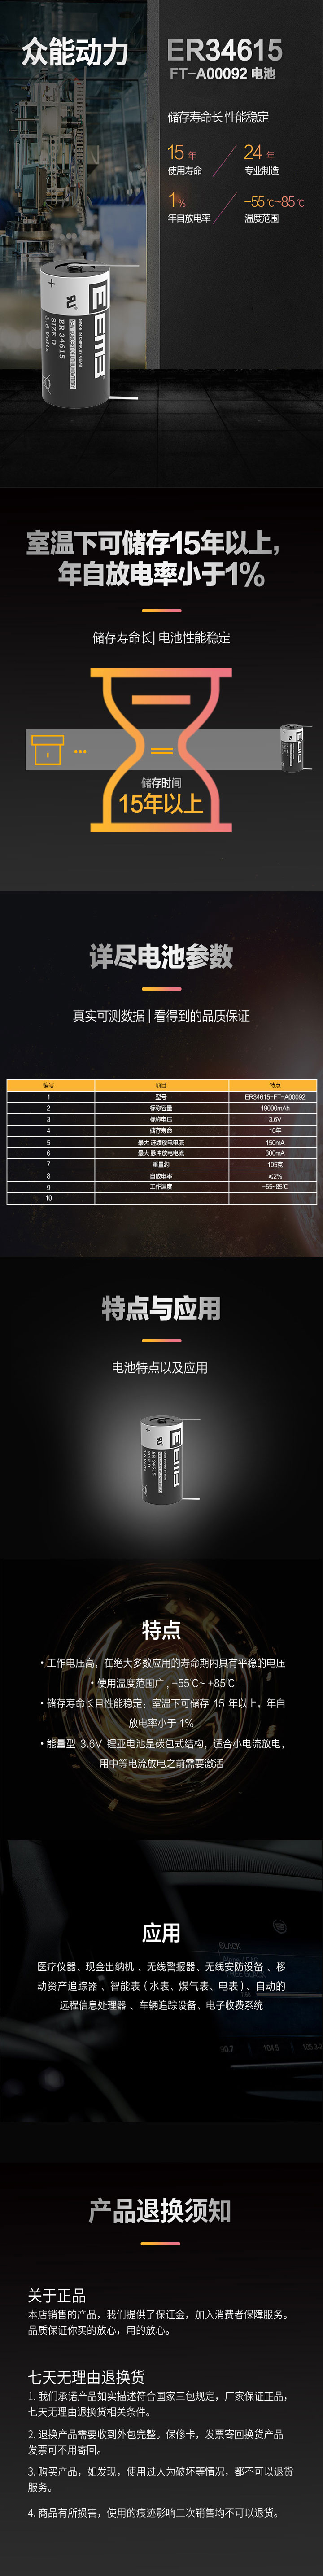 众能动力
ER34615
FT-A00092 电池
储存寿命长 性能稳定
15 年
使用寿命
24 年
专业制造
1%
年自放电率
-55℃~85℃
温度范围
EEMB
ER 34615
SIZE D
3.6 Volts
室温下可储存15年以上，
年自放电率小于1%
储存寿命长| 电池性能稳定
储存时间
15年以上
详尽电池参数
真实可测数据 | 看得到的品质保证
编号 项目 特点
1 型号 ER34615-FT-A00092
2 标称容量 19000mAh
3 标称电压 3.6V
4 储存寿命 10年
5 最大 连续放电电流 150mA
6 最大 脉冲放电电流 300mA
7 重量约 105克
8 自放电率 ≤2%
9 工作温度 -55-85℃
10
特点与应用
电池特点以及应用
EEMB
ER 34615
特点
• 工作电压高，在绝大多数应用的寿命期内具有平稳的电压
• 使用温度范围广 , -55℃~ +85℃
• 储存寿命长且性能稳定；室温下可储存 15 年以上，年自
放电率小于 1%
• 能量型 3.6V 锂亚电池是碳包式结构，适合小电流放电，
用中等电流放电之前需要激活
BLACK
应用
医疗仪器、现金出纳机 、无线警报器、无线安防设备 、移
动资产追踪器 、智能表 ( 水表、煤气表、电表 ) 、自动的
远程信息处理器 、车辆追踪设备、电子收费系统
104.5
产品退换须知
关于正品
本店销售的产品，我们提供了保证金，加入消费者保障服务。
品质保证你买的放心，用的放心。
七天无理由退换货
1. 我们承诺产品如实描述符合国家三包规定，厂家保证正品，
七天无理由退换货相关条件。
2. 退换产品需要收到外包完整。保修卡，发票寄回换货产品
发票可不用寄回。
3. 购买产品，如发现，使用过人为破坏等情况，都不可以退货
服务。
4. 商品有所损害，使用的痕迹影响二次销售均不可以退货。